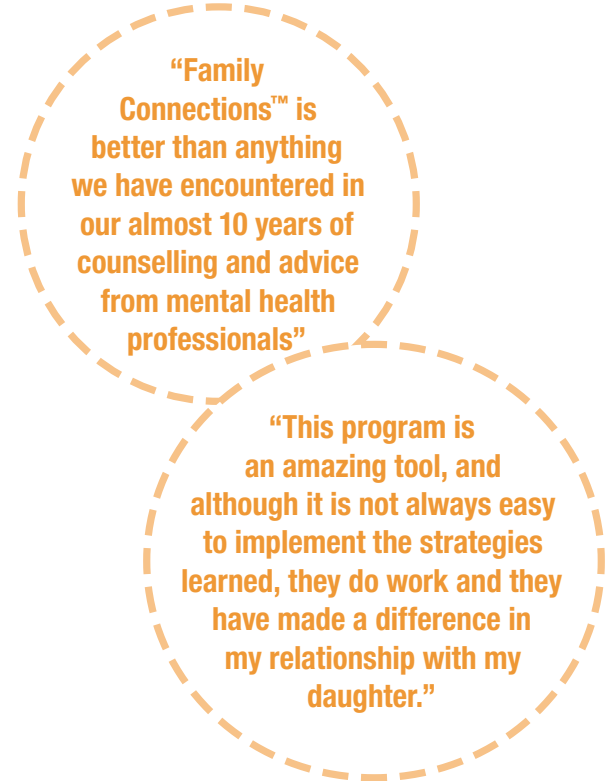 “Family
Connections™ is
better than anything
we have encountered in
our almost 10 years of
counselling and advice
from mental health
professionals”
“This program is
an amazing tool, and
although it is not always easy
to implement the strategies
learned, they do work and they
have made a difference in
my relationship with my
daughter.”